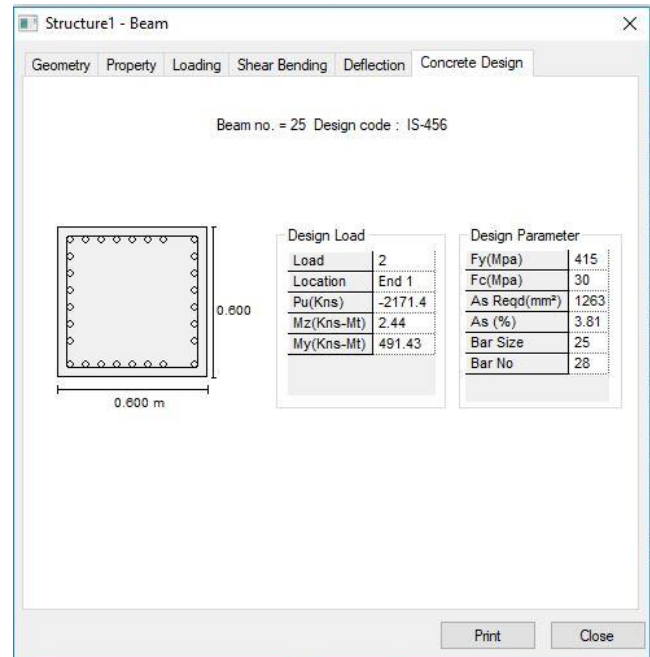 Structure1 - Beam
Geometry Property Loading Shear Bending Deflection Concrete Design
Beam no. = 25 Design code : IS-456
0.600
0.600 m
Design Load
Load 2
Location End 1
Pu(Kns) -2171.4
Mz(Kns-Mt) 2.44
My(Kns-Mt) 491.43
Design Parameter
Fy(Mpa) 415
Fc(Mpa) 30
As Reqd(mm²) 1263
As (%) 3.81
Bar Size 25
Bar No 28
Print Close